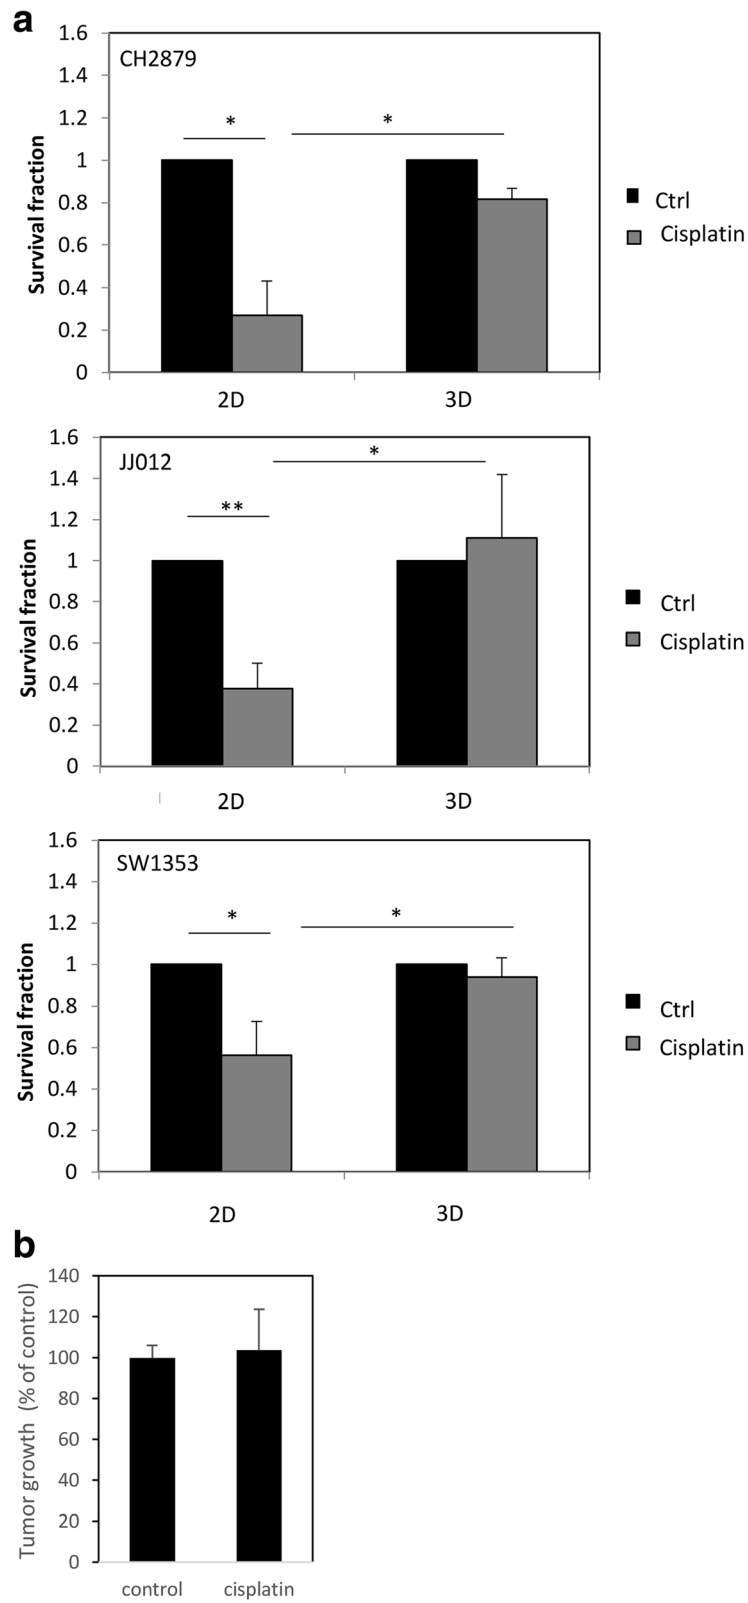 a
1.6
CH2879
1.4
1.2
* *
1
0.8
Ctrl
0.6
Cisplatin
0.4
0.2
0
Survival fraction
2D 3D
1.6
JJ012
*
1.4
1.2
**
1
0.8
Ctrl
0.6
Cisplatin
0.4
0.2
0
Survival fraction
2D 3D
1.6
SW1353
1.4
1.2
* *
1
0.8
Ctrl
0.6
Cisplatin
0.4
0.2
0
Survival fraction
2D 3D
b
140
120
100
80
60
40
20
0
Tumor growth (% of control)
control cisplatin